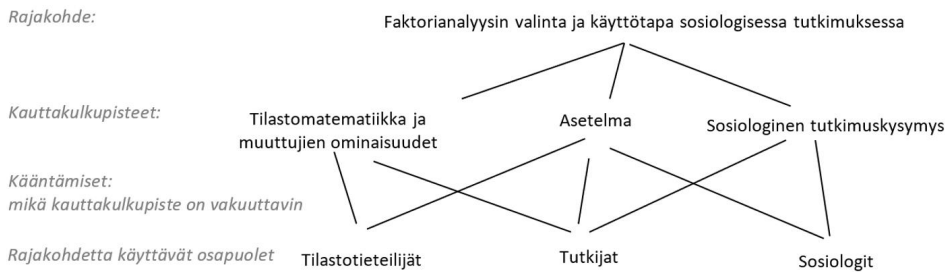 Rajakohde:
Faktorianalyysin valinta ja käyttötapa sosiologisessa tutkimuksessa
Kauttakulkupisteet:
Tilastomatematiikka ja
muuttujien ominaisuudet
Asetelma
Sosiologinen tutkimuskysymys
Kääntämiset:
mikä kauttakulkupiste on vakuuttavin
Rajakohdetta käyttävät osapuolet
Tilastotieteilijät
Tutkijat
Sosiologit